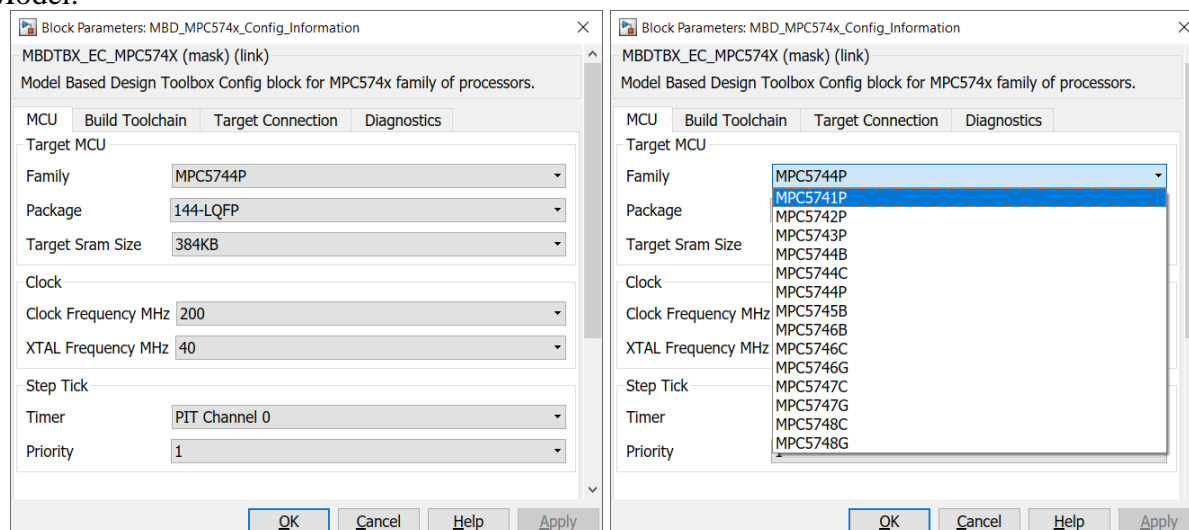 Model.
Block Parameters: MBD_MPC574x_Config_Information
MBDTBX_EC_MPC574X (mask) (link)
Model Based Design Toolbox Config block for MPC574x family of processors.
MCU Build Toolchain Target Connection Diagnostics
Target MCU
Family MPC5744P
Package 144-LQFP
Target Sram Size 384KB
Clock
Clock Frequency MHz 200
XTAL Frequency MHz 40
Step Tick
Timer PIT Channel 0
Priority 1
OK Cancel Help Apply
Block Parameters: MBD_MPC574x_Config_Information
MBDTBX_EC_MPC574X (mask) (link)
Model Based Design Toolbox Config block for MPC574x family of processors.
MCU Build Toolchain Target Connection Diagnostics
Target MCU
Family MPC5744P
MPC5741P
Package MPC5742P
MPC5743P
Target Sram Size MPC5744B
MPC5744C
Clock MPC5744P
Clock Frequency MHz MPC5745B
MPC5746B
XTAL Frequency MHz MPC5746C
MPC5746G
Step Tick MPC5747C
Timer MPC5747G
MPC5748C
Priority MPC5748G
OK Cancel Help Apply